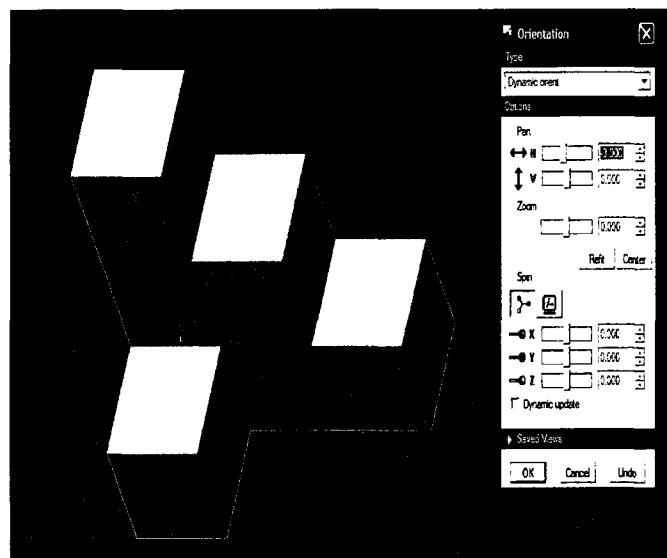 Orientation
Type
Dynamic orient
Options
Pan
H
V 0.000
Zoom
0.000
Refit Center
Spin
X 0.000
Y 0.000
Z 0.000
Dynamic update
Saved Views
OK Cancel Undo